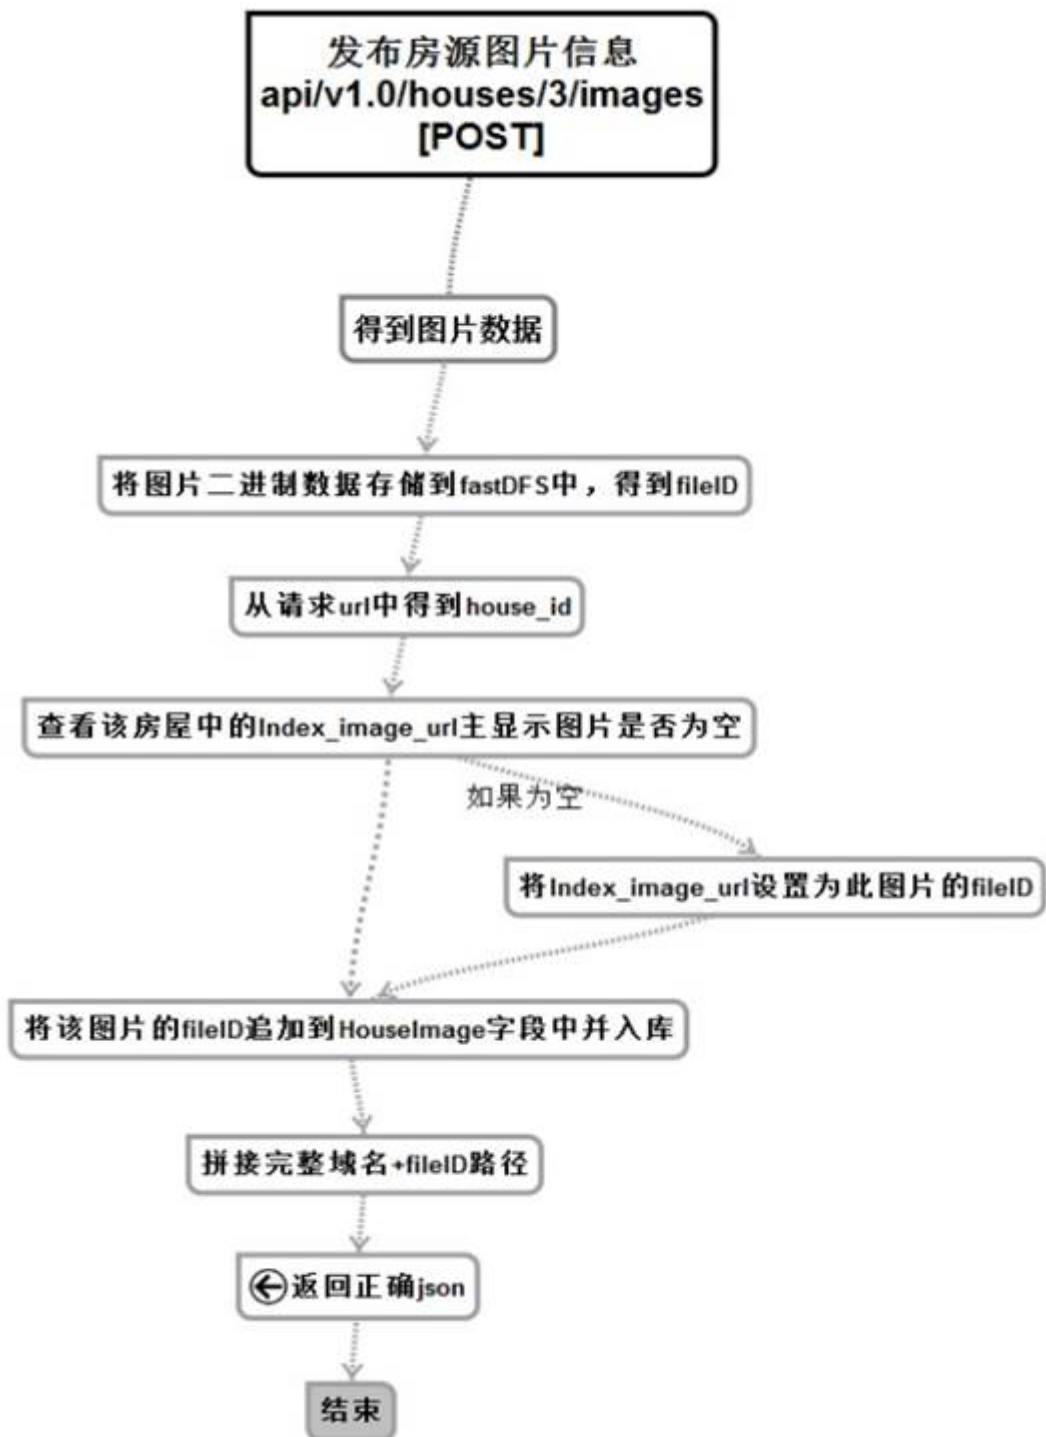 发布房源图片信息
api/v1.0/houses/3/images
[POST]
得到图片数据
将图片二进制数据存储到fastDFS中，得到fileID
从请求url中得到house_id
查看该房屋中的Index_image_url主显示图片是否为空
如果为空
将Index_image_url设置为此图片的fileID
将该图片的fileID追加到HouseImage字段中并入库
拼接完整域名+fileID路径
返回正确json
结束